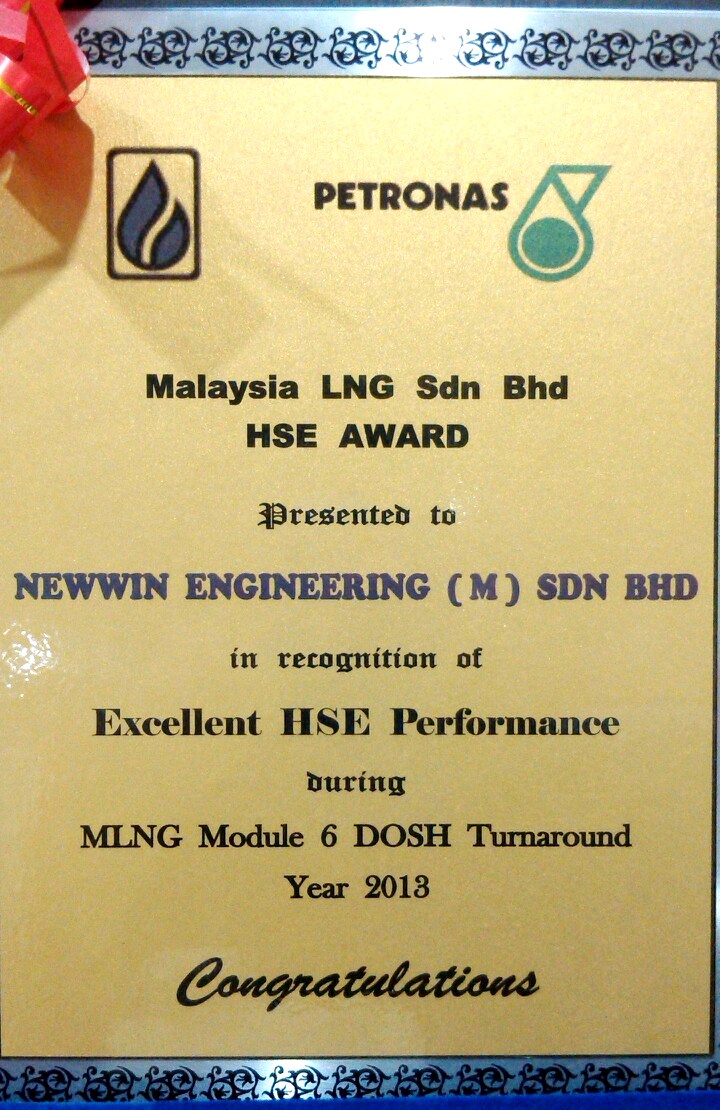 PETRONAS
Malaysia LNG Sdn Bhd
HSE AWARD
Presented to
NEWWIN ENGINEERING (M) SDN BHD
in recognition of
Excellent HSE Performance
during
MLNG Module 6 DOSH Turnaround
Year 2013
Congratulations